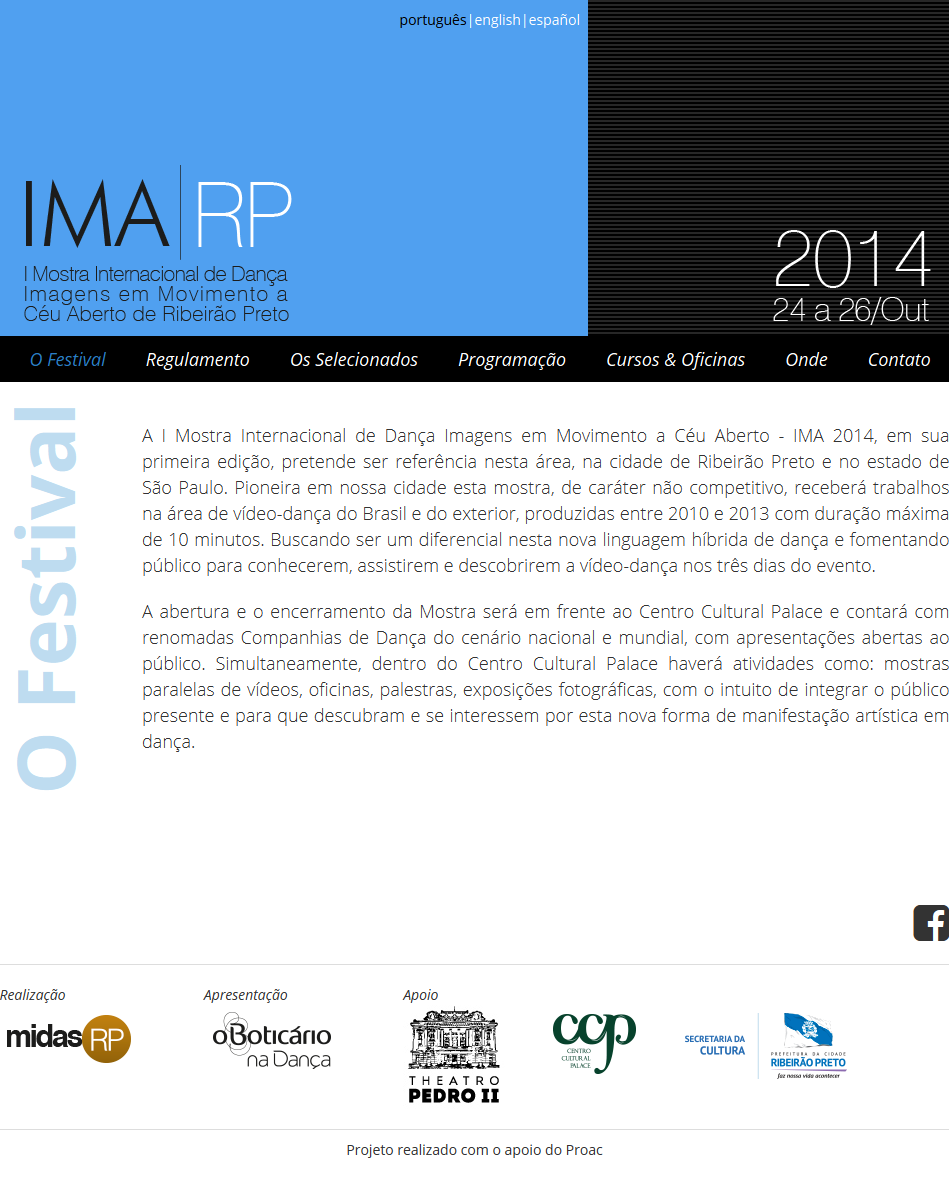 português|english|español
IMA|RP
I Mostra Internacional de Dança
Imagens em Movimento a
Céu Aberto de Ribeirão Preto
2014
24 a 26/Out
O Festival Regulamento Os Selecionados Programação Cursos & Oficinas Onde Contato
O Festival
A I Mostra Internacional de Dança Imagens em Movimento a Céu Aberto - IMA 2014, em sua
primeira edição, pretende ser referência nesta área, na cidade de Ribeirão Preto e no estado de
São Paulo. Pioneira em nossa cidade esta mostra, de caráter não competitivo, receberá trabalhos
na área de vídeo-dança do Brasil e do exterior, produzidas entre 2010 e 2013 com duração máxima
de 10 minutos. Buscando ser um diferencial nesta nova linguagem híbrida de dança e fomentando
público para conhecerem, assistirem e descobrirem a vídeo-dança nos três dias do evento.
A abertura e o encerramento da Mostra será em frente ao Centro Cultural Palace e contará com
renomadas Companhias de Dança do cenário nacional e mundial, com apresentações abertas ao
público. Simultaneamente, dentro do Centro Cultural Palace haverá atividades como: mostras
paralelas de vídeos, oficinas, palestras, exposições fotográficas, com o intuito de integrar o público
presente e para que descubram e se interessem por esta nova forma de manifestação artística em
dança.
Realização
midas RP
Apresentação
oBoticário
na Dança
Apoio
THEATRO
PEDRO II
ccp
CENTRO
CULTURAL
PALACE
SECRETARIA DA
CULTURA
PREFEITURA DA CIDADE
RIBEIRÃO PRETO
faz nossa vida acontecer
Projeto realizado com o apoio do Proac